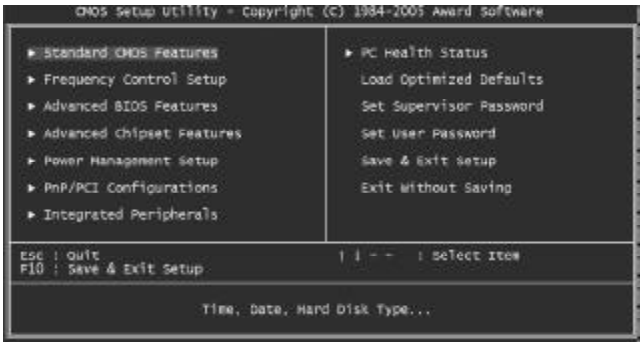 CMOS Setup Utility - Copyright (C) 1984-2005 Award Software
▶ Standard CMOS Features
▶ Frequency Control Setup
▶ Advanced BIOS Features
▶ Advanced Chipset Features
▶ Power Management Setup
▶ PnP/PCI Configurations
▶ Integrated Peripherals
▶ PC Health Status
Load Optimized Defaults
Set Supervisor Password
Set User Password
Save & Exit Setup
Exit Without Saving
Esc : Quit
F10 : Save & Exit Setup
↑ ↓ - - : Select Item
Time, Date, Hard Disk Type...